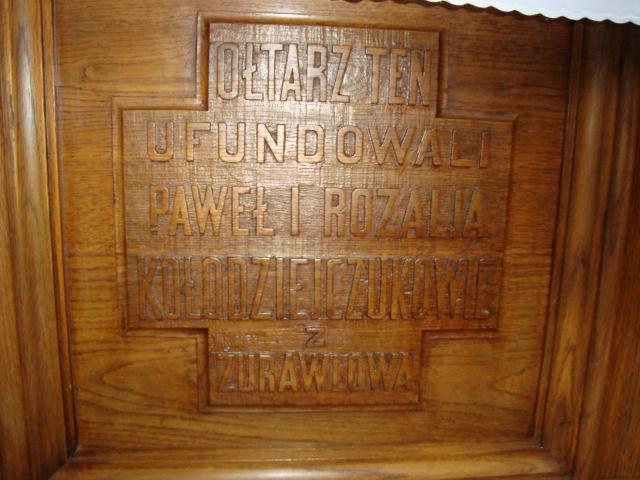 OŁTARZ TEN
UFUNDOWALI
PAWEŁ I ROZALIA
KOŁODZIEJCZUKOWIE
Z
ŻURAWLOWA